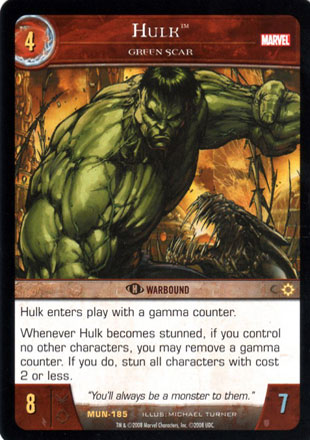 4
HULK™
GREEN SCAR
MARVEL
WARBOUND
C
Hulk enters play with a gamma counter.
Whenever Hulk becomes stunned, if you control
no other characters, you may remove a gamma
counter. If you do, stun all characters with cost
2 or less.
"You'll always be a monster to them."
8
MUN-185 ILLUS: MICHAEL TURNER
7
TM & ©2008 Marvel Characters, Inc. ©2008 UDC.